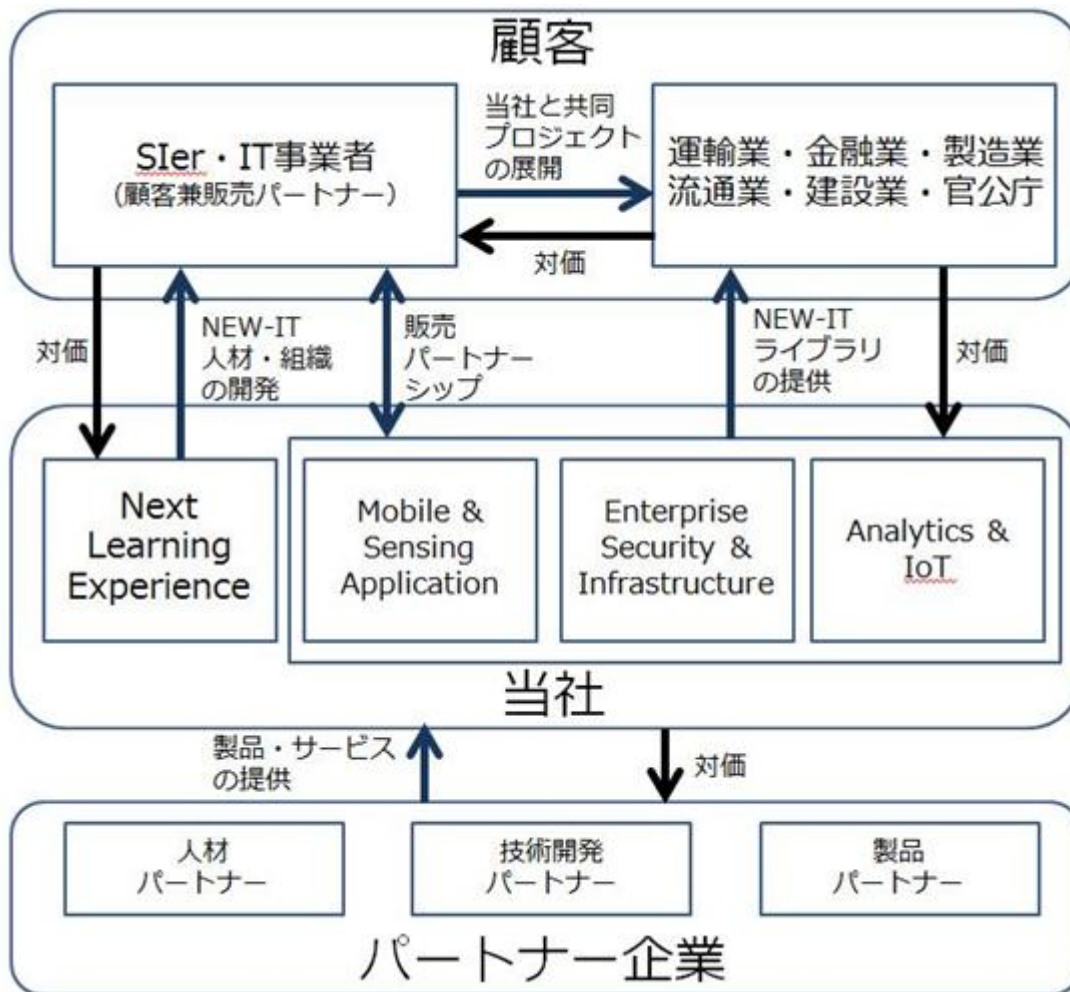 顧客
SIer・IT事業者
（顧客兼販売パートナー）
当社と共同
プロジェクト
の展開
運輸業・金融業・製造業
流通業・建設業・官公庁
対価
対価
NEW-IT
人材・組織
の開発
販売
パートナー
シップ
NEW-IT
ライブラリ
の提供
対価
Next
Learning
Experience
Mobile &
Sensing
Application
Enterprise
Security &
Infrastructure
Analytics &
IoT
当社
製品・サービス
の提供
対価
人材
パートナー
技術開発
パートナー
製品
パートナー
パートナー企業